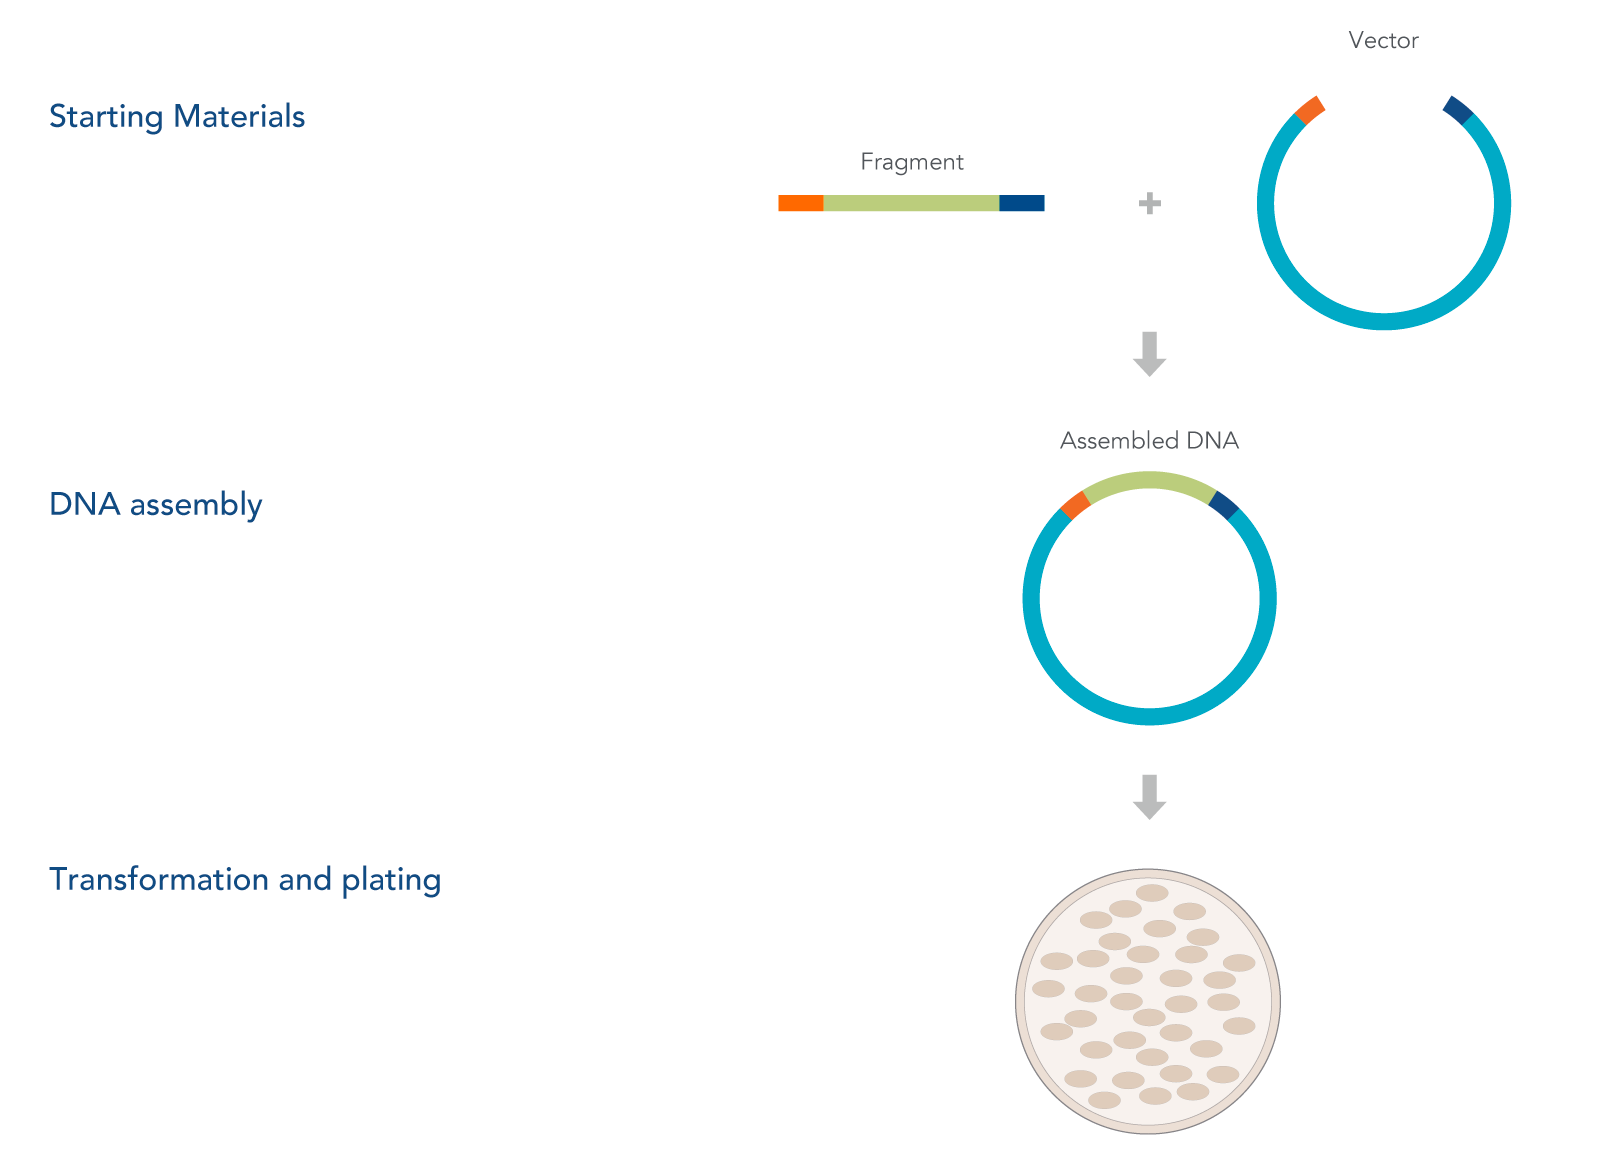 Vector
Starting Materials
Fragment
Assembled DNA
DNA assembly
Transformation and plating